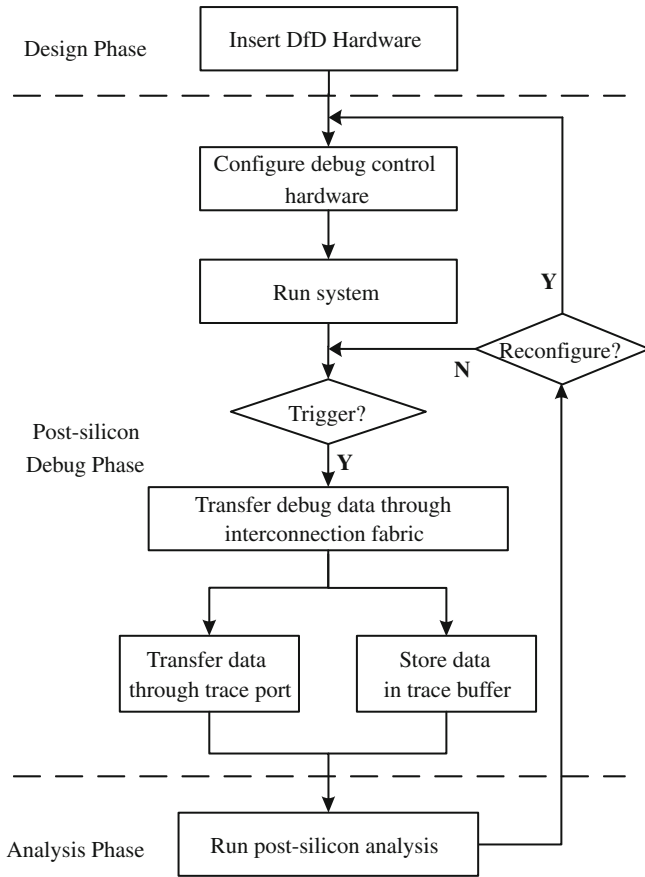 Design Phase
Insert DfD Hardware
Configure debug control
hardware
Run system
Y
Reconfigure?
N
Trigger?
Post-silicon
Debug Phase
Y
Transfer debug data through
interconnection fabric
Transfer data
through trace port
Store data
in trace buffer
Analysis Phase
Run post-silicon analysis